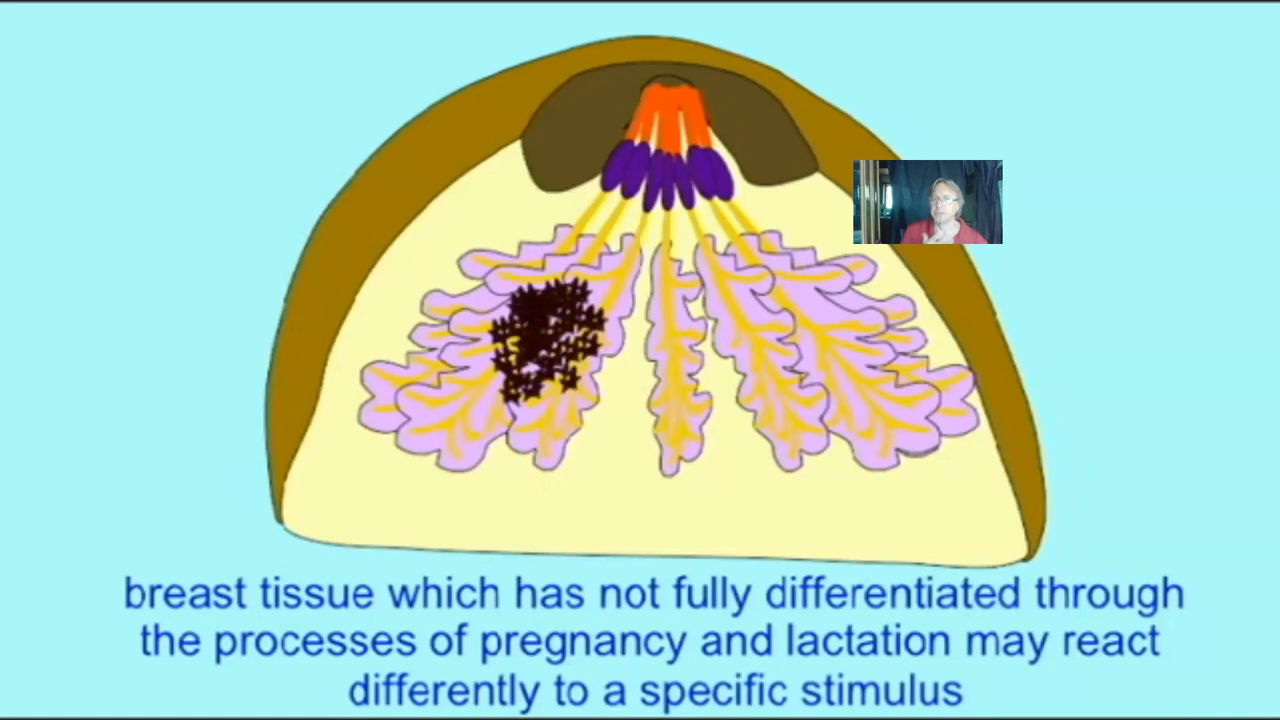 breast tissue which has not fully differentiated through
the processes of pregnancy and lactation may react
differently to a specific stimulus